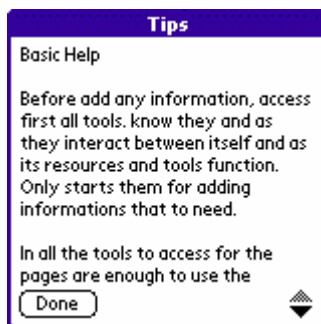 Tips
Basic Help
Before add any information, access
first all tools. know they and as
they interact between itself and as
its resources and tools function.
Only starts them for adding
informations that to need.
In all the tools to access for the
pages are enough to use the
Done